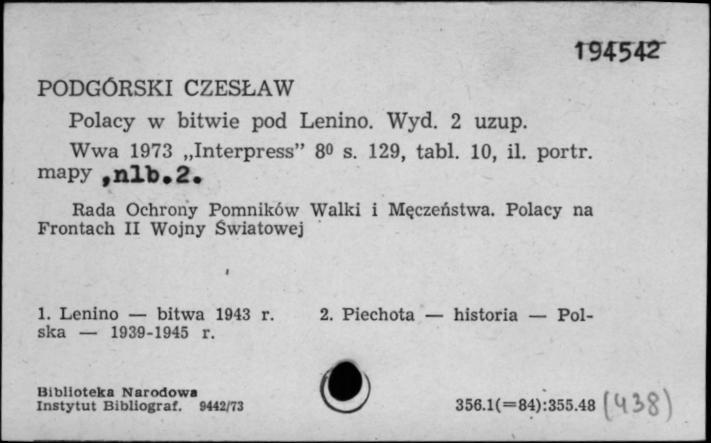 194542
PODGÓRSKI CZESŁAW
Polacy w bitwie pod Lenino. Wyd. 2 uzup.
Wwa 1973 „Interpress” 8⁰ s. 129, tabl. 10, il. portr.
mapy ,nlb.2.
Rada Ochrony Pomników Walki i Męczeństwa. Polacy na
Frontach II Wojny Światowej
1. Lenino — bitwa 1943 r. 2. Piechota — historia — Pol-
ska — 1939-1945 r.
Biblioteka Narodowa
Instytut Bibliograf. 9442/73 356.1(=84):355.48 (438)